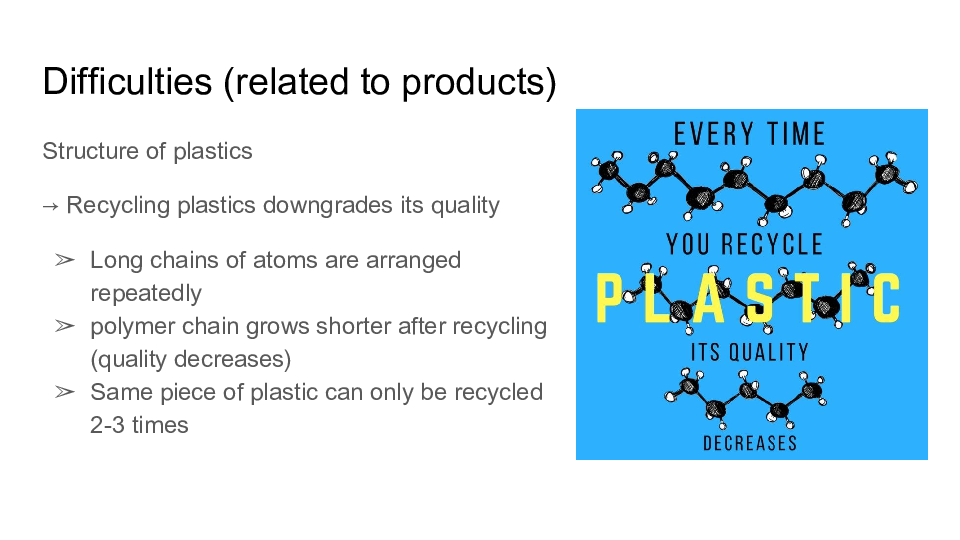 Difficulties (related to products)
Structure of plastics
→ Recycling plastics downgrades its quality
➢ Long chains of atoms are arranged
repeatedly
➢ polymer chain grows shorter after recycling
(quality decreases)
➢ Same piece of plastic can only be recycled
2-3 times
EVERY TIME
YOU RECYCLE
PLASTIC
ITS QUALITY
DECREASES